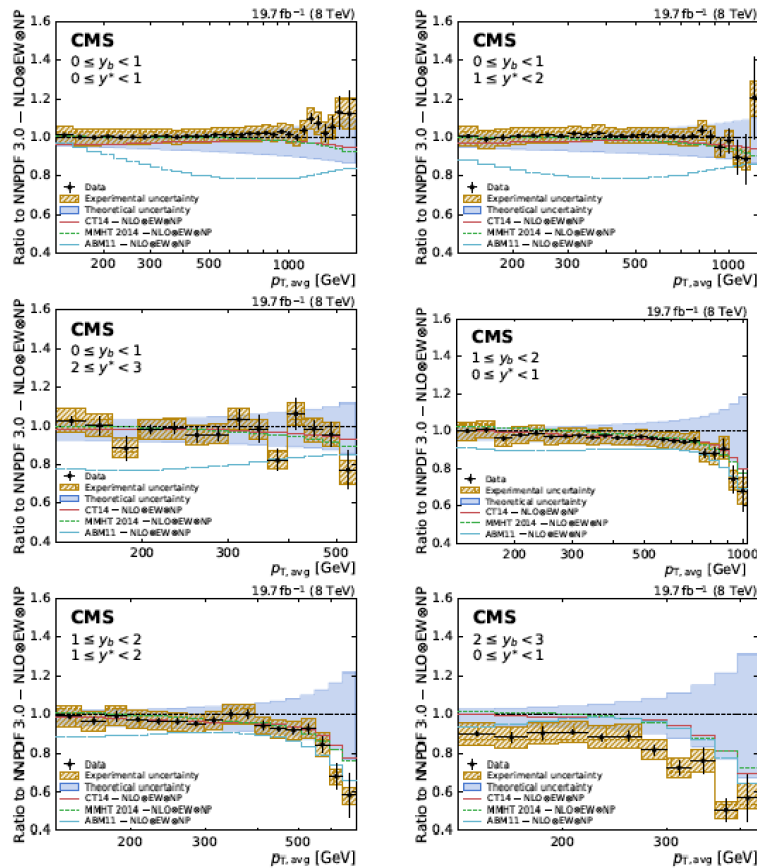 19.7 fb⁻¹ (8 TeV)
Ratio to NNPDF 3.0 − NLO⊗EW⊗NP
1.6
1.4
1.2
1.0
0.8
0.6
0.4
CMS
0 ≤ y_b < 1
0 ≤ y* < 1
Data
Experimental uncertainty
Theoretical uncertainty
CT14 − NLO⊗EW⊗NP
MMHT 2014 − NLO⊗EW⊗NP
ABM11 − NLO⊗EW⊗NP
200 300 500 1000
p_T,avg [GeV]
19.7 fb⁻¹ (8 TeV)
Ratio to NNPDF 3.0 − NLO⊗EW⊗NP
1.6
1.4
1.2
1.0
0.8
0.6
0.4
CMS
0 ≤ y_b < 1
1 ≤ y* < 2
Data
Experimental uncertainty
Theoretical uncertainty
CT14 − NLO⊗EW⊗NP
MMHT 2014 − NLO⊗EW⊗NP
ABM11 − NLO⊗EW⊗NP
200 300 500 1000
p_T,avg [GeV]
19.7 fb⁻¹ (8 TeV)
Ratio to NNPDF 3.0 − NLO⊗EW⊗NP
1.6
1.4
1.2
1.0
0.8
0.6
0.4
CMS
0 ≤ y_b < 1
2 ≤ y* < 3
Data
Experimental uncertainty
Theoretical uncertainty
CT14 − NLO⊗EW⊗NP
MMHT 2014 − NLO⊗EW⊗NP
ABM11 − NLO⊗EW⊗NP
200 300 500
p_T,avg [GeV]
19.7 fb⁻¹ (8 TeV)
Ratio to NNPDF 3.0 − NLO⊗EW⊗NP
1.6
1.4
1.2
1.0
0.8
0.6
0.4
CMS
1 ≤ y_b < 2
0 ≤ y* < 1
Data
Experimental uncertainty
Theoretical uncertainty
CT14 − NLO⊗EW⊗NP
MMHT 2014 − NLO⊗EW⊗NP
ABM11 − NLO⊗EW⊗NP
200 300 500 1000
p_T,avg [GeV]
19.7 fb⁻¹ (8 TeV)
Ratio to NNPDF 3.0 − NLO⊗EW⊗NP
1.6
1.4
1.2
1.0
0.8
0.6
0.4
CMS
1 ≤ y_b < 2
1 ≤ y* < 2
Data
Experimental uncertainty
Theoretical uncertainty
CT14 − NLO⊗EW⊗NP
MMHT 2014 − NLO⊗EW⊗NP
ABM11 − NLO⊗EW⊗NP
200 300 500
p_T,avg [GeV]
19.7 fb⁻¹ (8 TeV)
Ratio to NNPDF 3.0 − NLO⊗EW⊗NP
1.6
1.4
1.2
1.0
0.8
0.6
0.4
CMS
2 ≤ y_b < 3
0 ≤ y* < 1
Data
Experimental uncertainty
Theoretical uncertainty
CT14 − NLO⊗EW⊗NP
MMHT 2014 − NLO⊗EW⊗NP
ABM11 − NLO⊗EW⊗NP
200 300
p_T,avg [GeV]